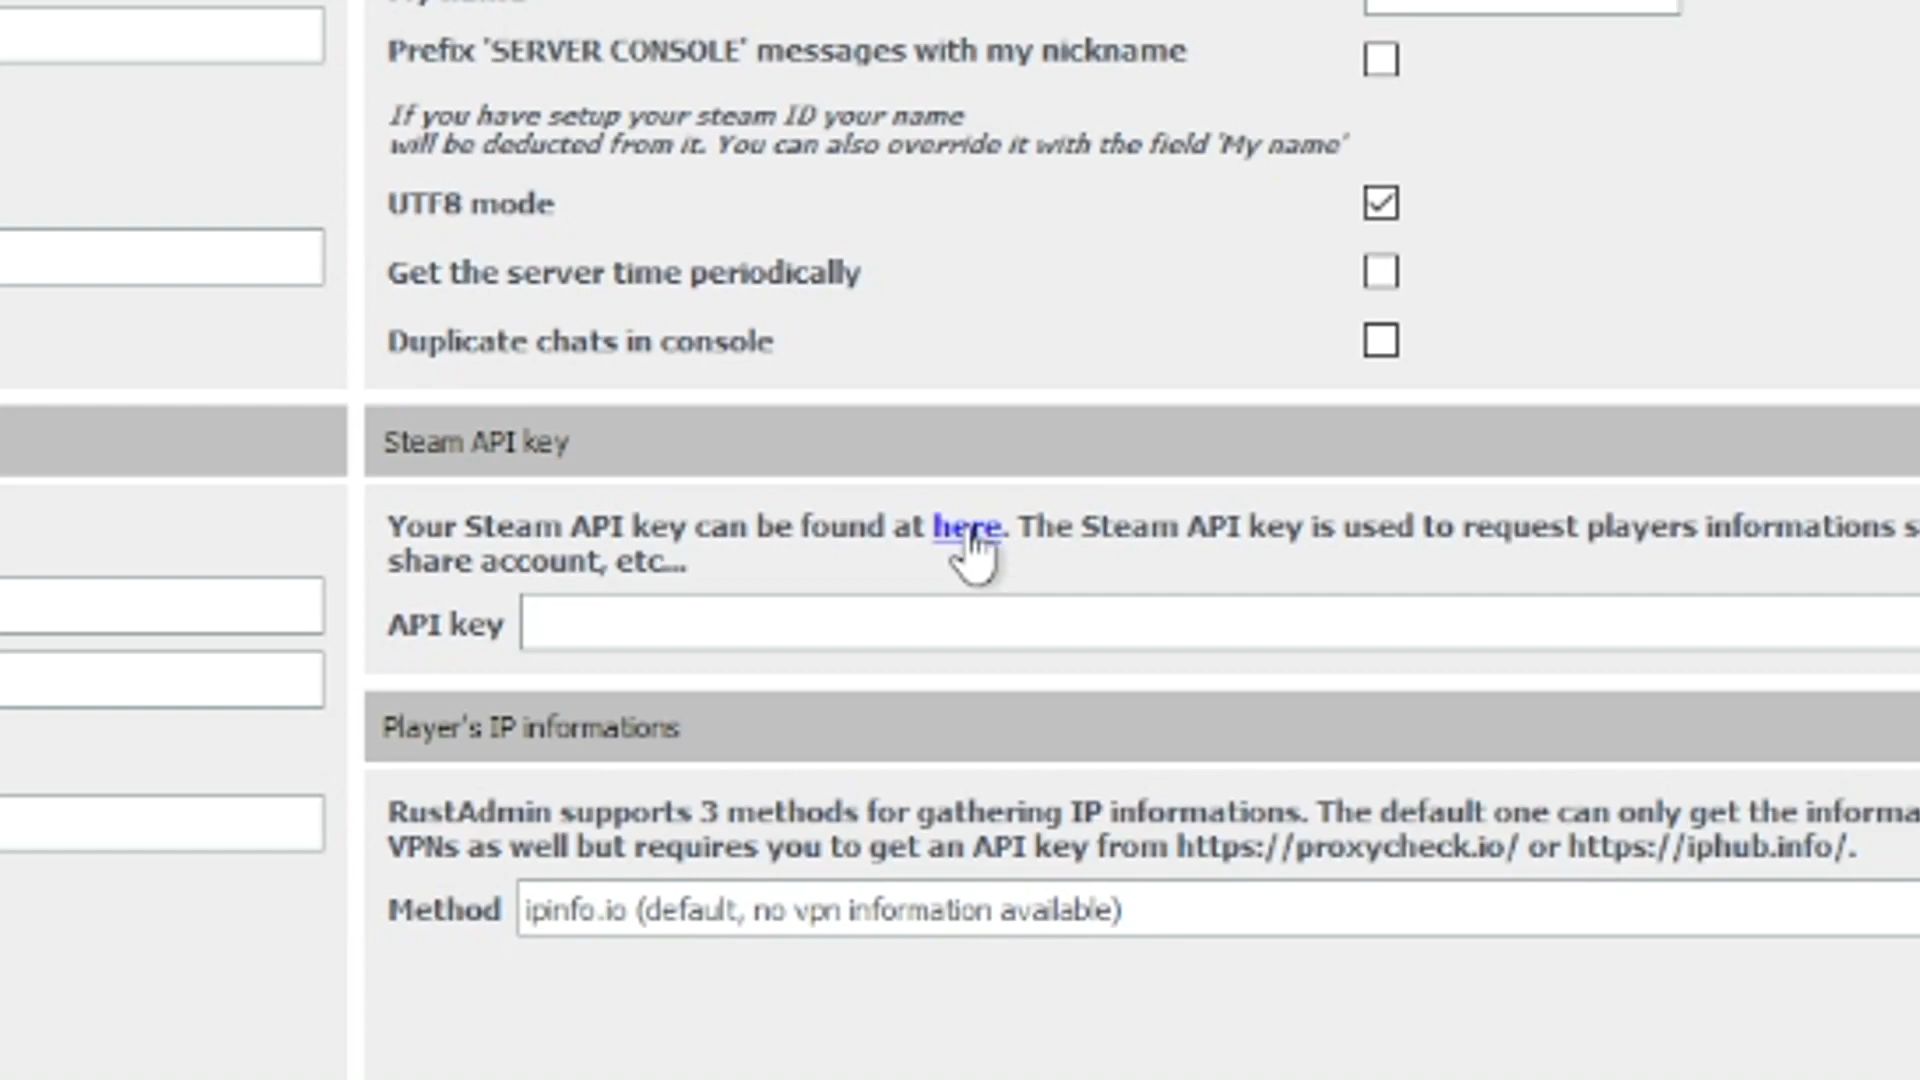 Prefix 'SERVER CONSOLE' messages with my nickname
If you have setup your steam ID your name
will be deducted from it. You can also override it with the field 'My name'
UTF8 mode
Get the server time periodically
Duplicate chats in console
Steam API key
Your Steam API key can be found at here. The Steam API key is used to request players informations
share account, etc...
API key
Player's IP informations
RustAdmin supports 3 methods for gathering IP informations. The default one can only get the informa
VPNs as well but requires you to get an API key from https://proxycheck.io/ or https://iphub.info/.
Method ipinfo.io (default, no vpn information available)